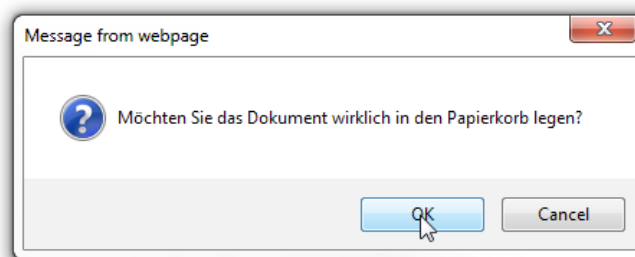 Message from webpage
Möchten Sie das Dokument wirklich in den Papierkorb legen?
OK Cancel